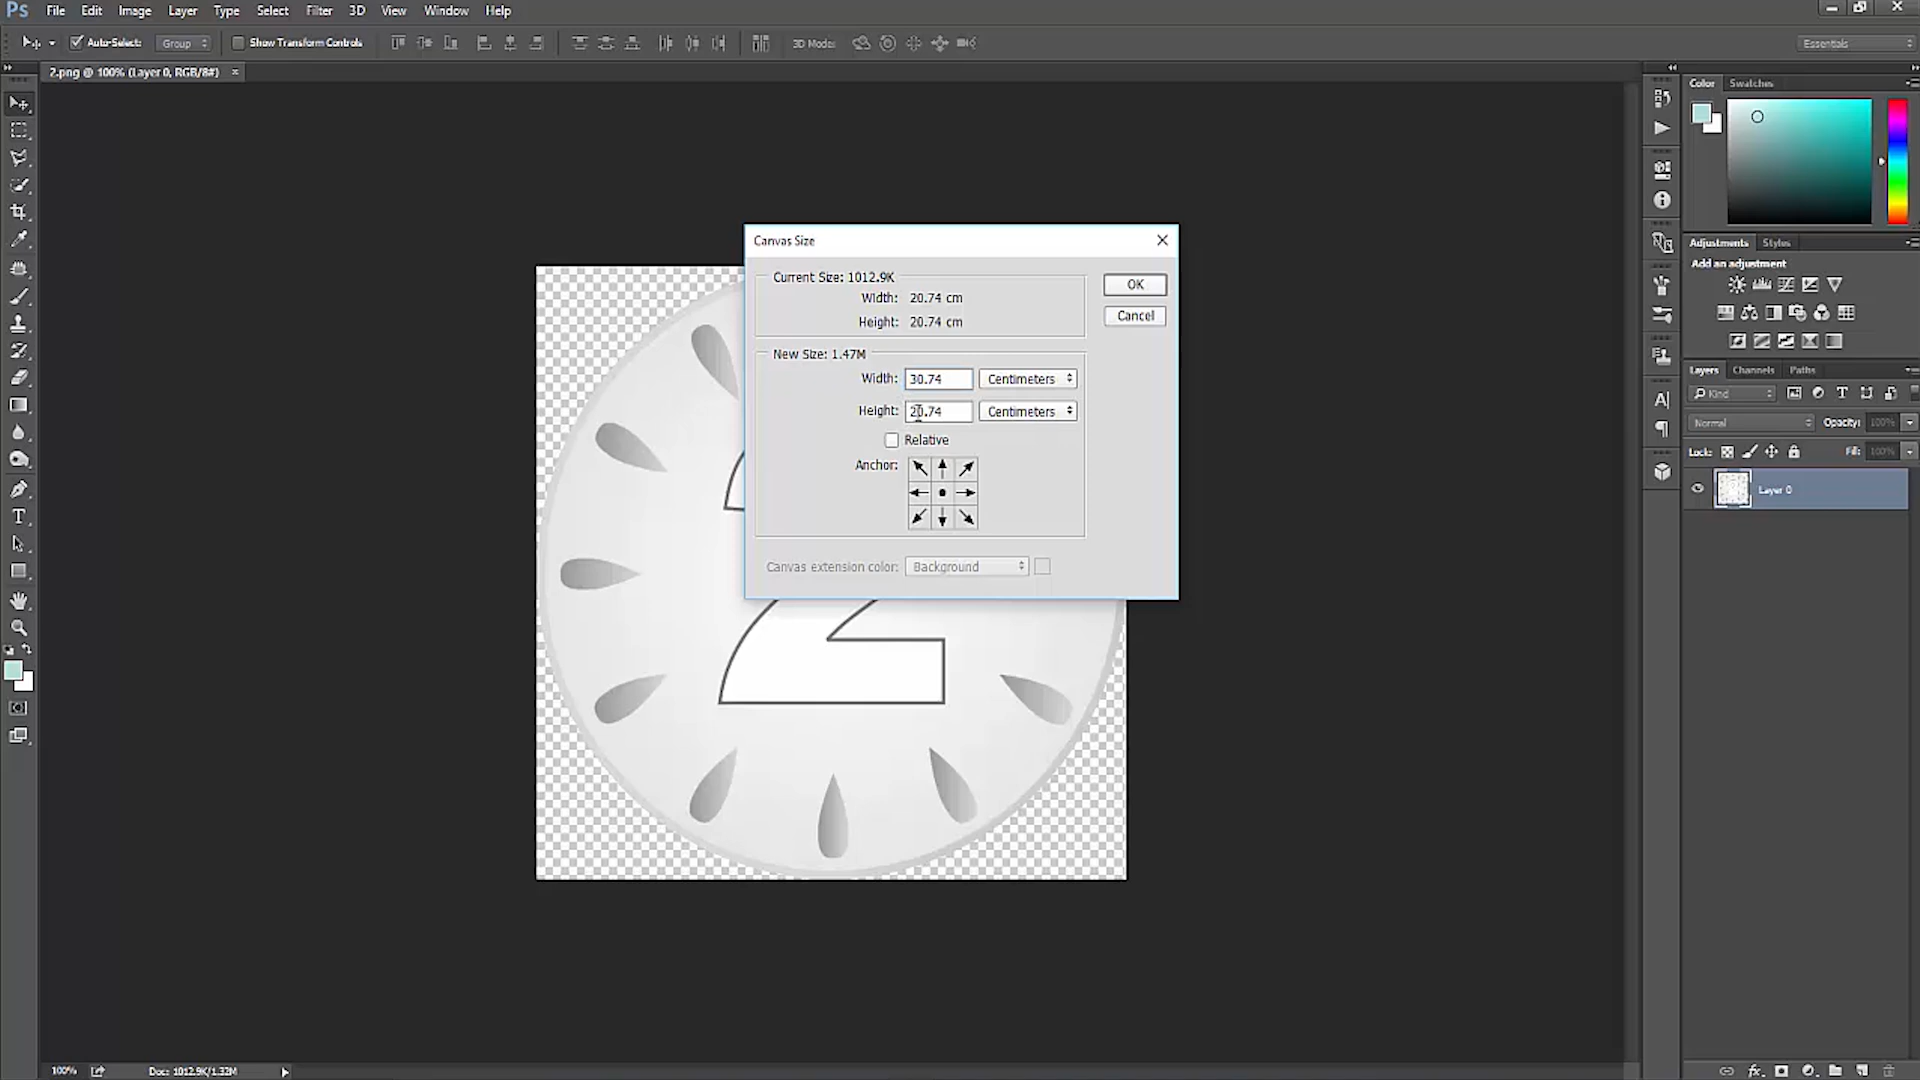 Ps File Edit Image Layer Type Select Filter 3D View Window Help
Auto-Select: Group Show Transform Controls 3D Mode: Essentials
2.png @ 100% (Layer 0, RGB/8#) ×
Color Swatches
Canvas Size
Current Size: 1012.9K
Width: 20.74 cm
Height: 20.74 cm
OK
Cancel
New Size: 1.47M
Width: 30.74 Centimeters
Height: 20.74 Centimeters
Relative
Anchor:
Canvas extension color: Background
2
Adjustments Styles
Add an adjustment
Layers Channels Paths
Kind
Normal Opacity: 100%
Lock: Fill: 100%
Layer 0
100% Doc: 1012.9K/1.32M